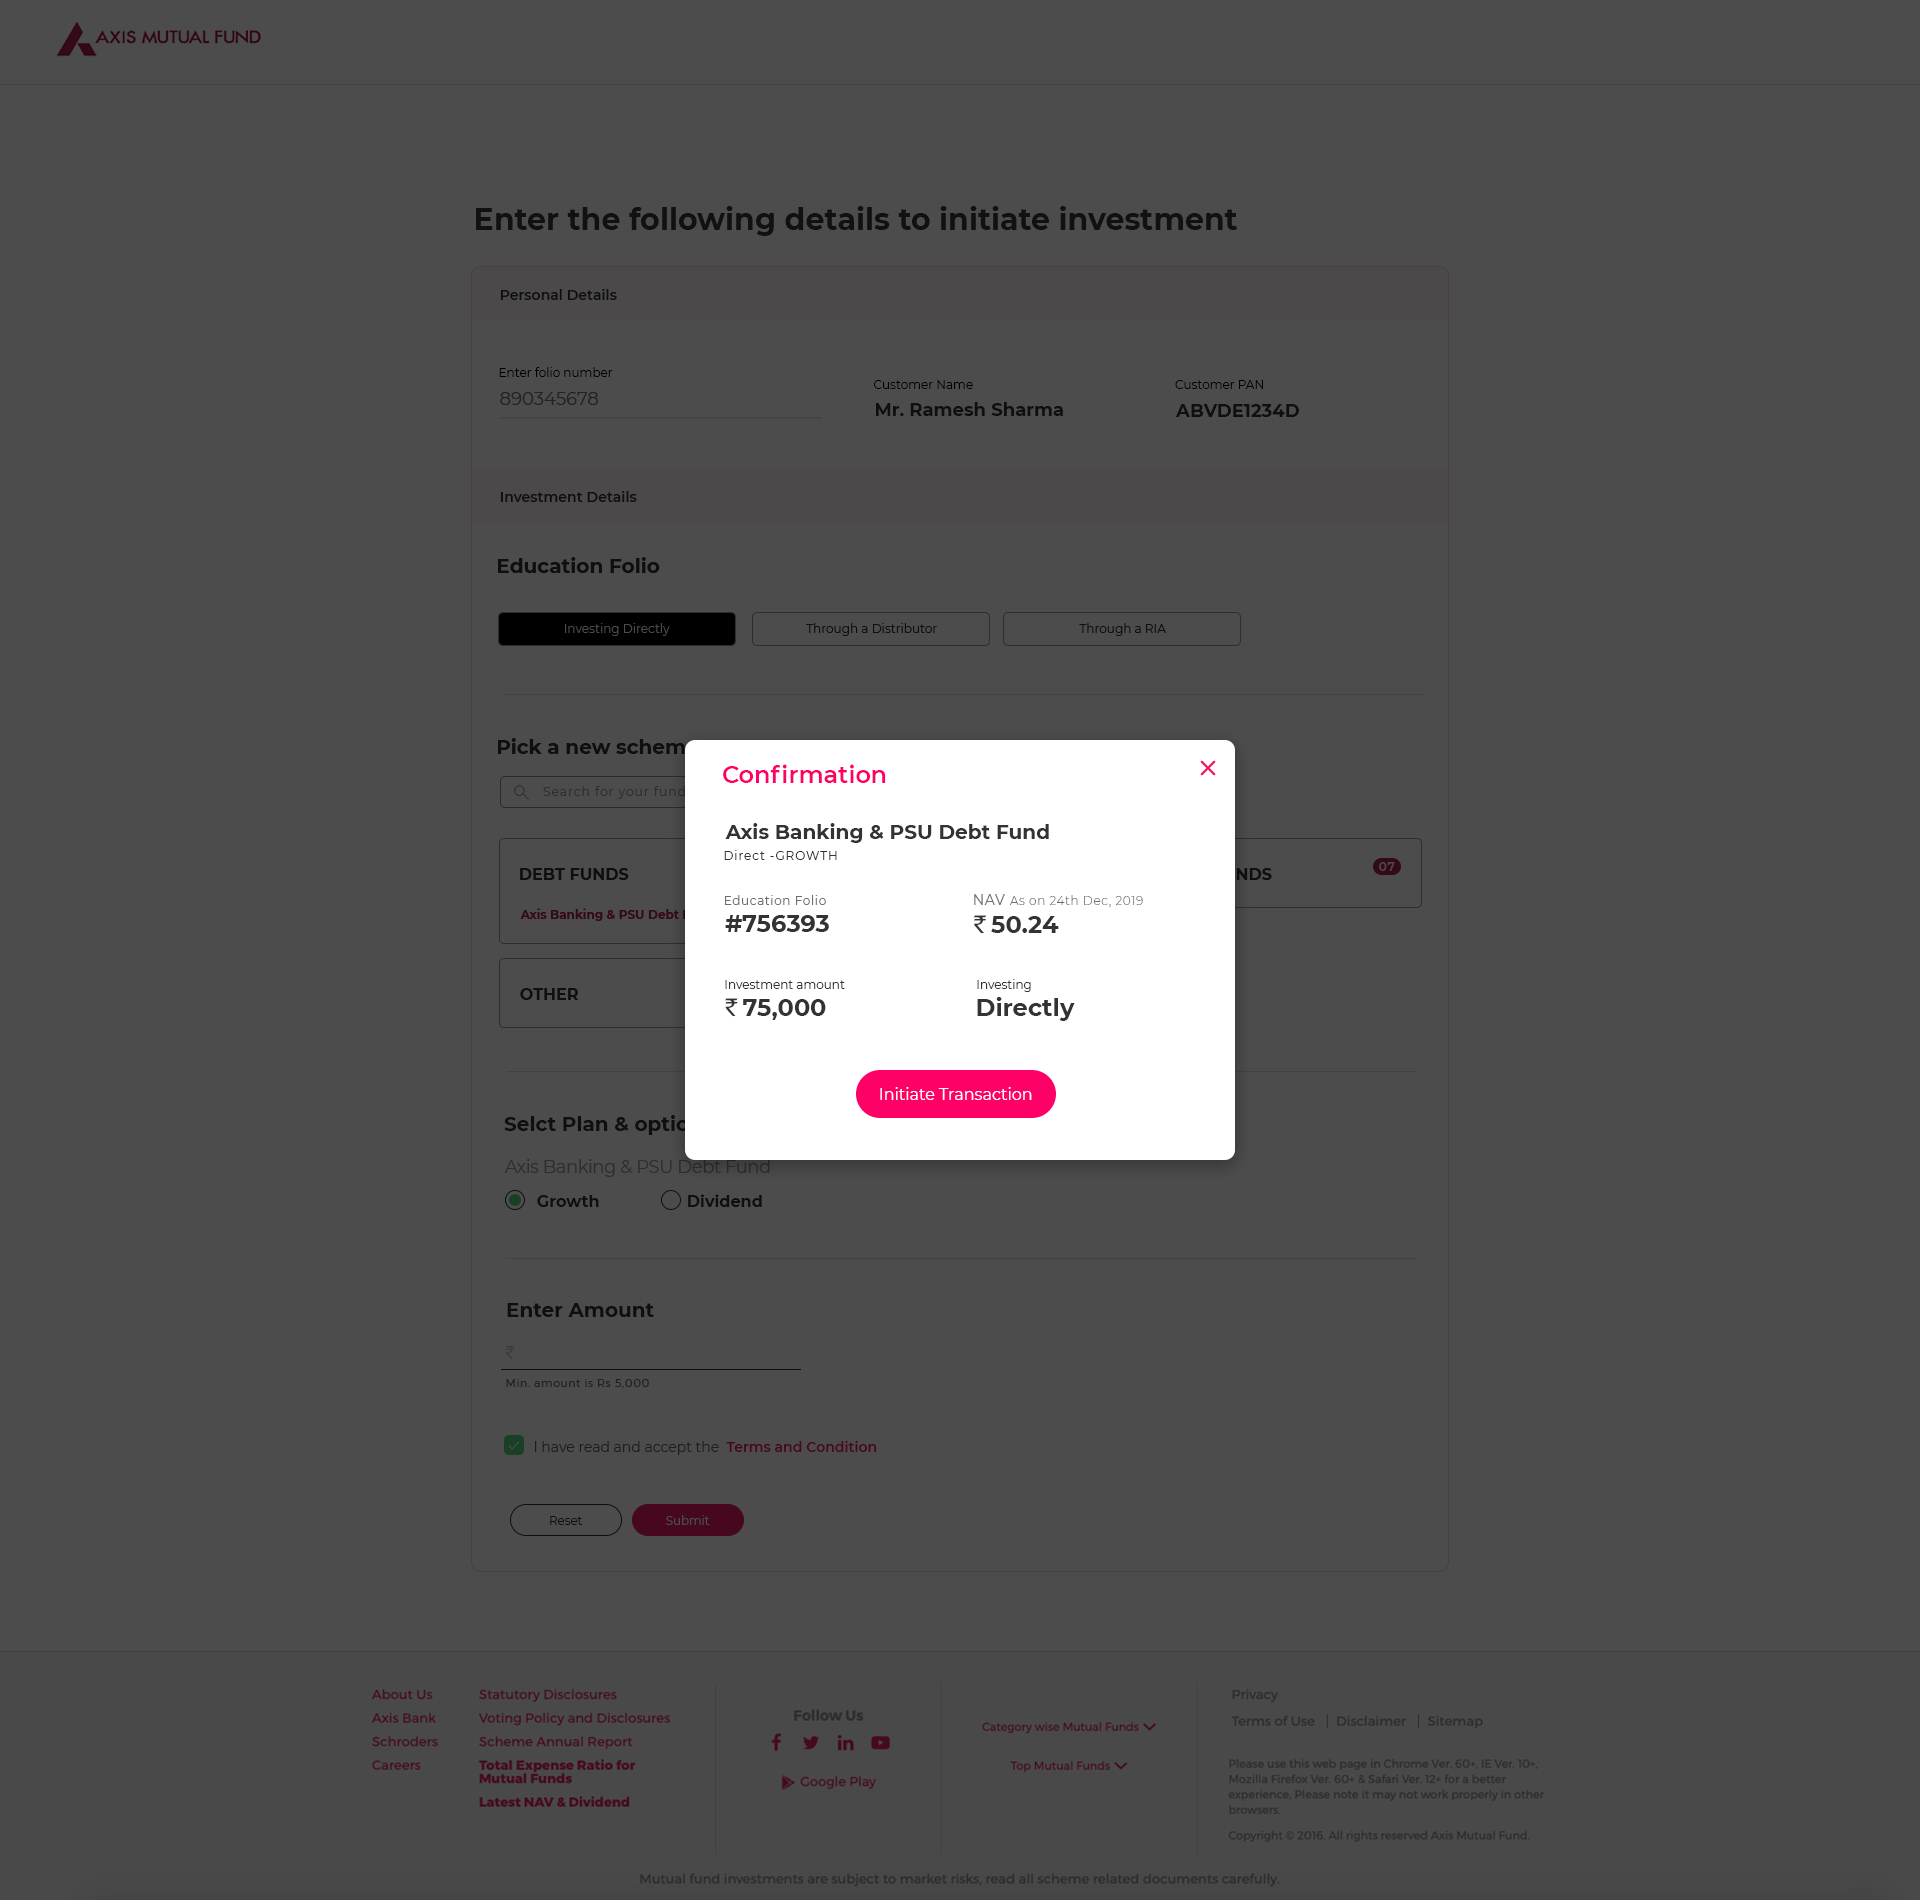 AXIS MUTUAL FUND
Enter the following details to initiate investment
Personal Details
Enter folio number
890345678
Customer Name
Mr. Ramesh Sharma
Customer PAN
ABVDE1234D
Investment Details
Education Folio
Investing Directly
Through a Distributor
Through a RIA
Pick a new schem
Search for your fund
DEBT FUNDS
Axis Banking & PSU Debt
NDS
07
OTHER
Confirmation
Axis Banking & PSU Debt Fund
Direct -GROWTH
Education Folio
#756393
NAV As on 24th Dec, 2019
₹ 50.24
Investment amount
₹ 75,000
Investing
Directly
Initiate Transaction
Selct Plan & optio
Axis Banking & PSU Debt Fund
Growth
Dividend
Enter Amount
₹
Min. amount is Rs 5,000
I have read and accept the Terms and Condition
Reset
Submit
About Us
Axis Bank
Schroders
Careers
Statutory Disclosures
Voting Policy and Disclosures
Scheme Annual Report
Total Expense Ratio for
Mutual Funds
Latest NAV & Dividend
Follow Us
Google Play
Category wise Mutual Funds
Top Mutual Funds
Privacy
Terms of Use | Disclaimer | Sitemap
Please use this web page in Chrome Ver. 60+, IE Ver. 10+,
Mozilla Firefox Ver. 60+ & Safari Ver. 12+ for a better
experience, Please note it may not work properly in other
browsers.
Copyright © 2016. All rights reserved Axis Mutual Fund.
Mutual fund investments are subject to market risks, read all scheme related documents carefully.